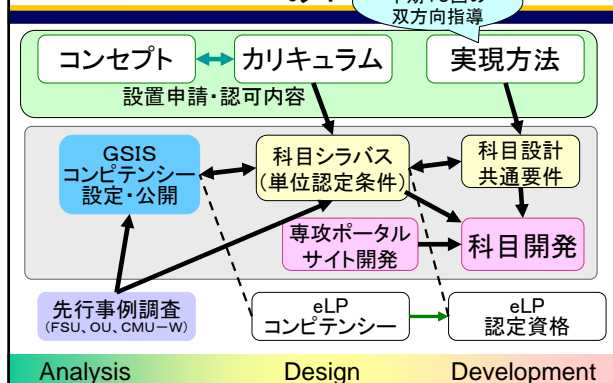 双方向指導
コンセプト
カリキュラム
実現方法
設置申請・認可内容
GSIS
コンピテンシー
設定・公開
科目シラバス
(単位認定条件)
科目設計
共通要件
専攻ポータル
サイト開発
科目開発
先行事例調査
(FSU、OU、CMU-W)
eLP
コンピテンシー
eLP
認定資格
Analysis
Design
Development